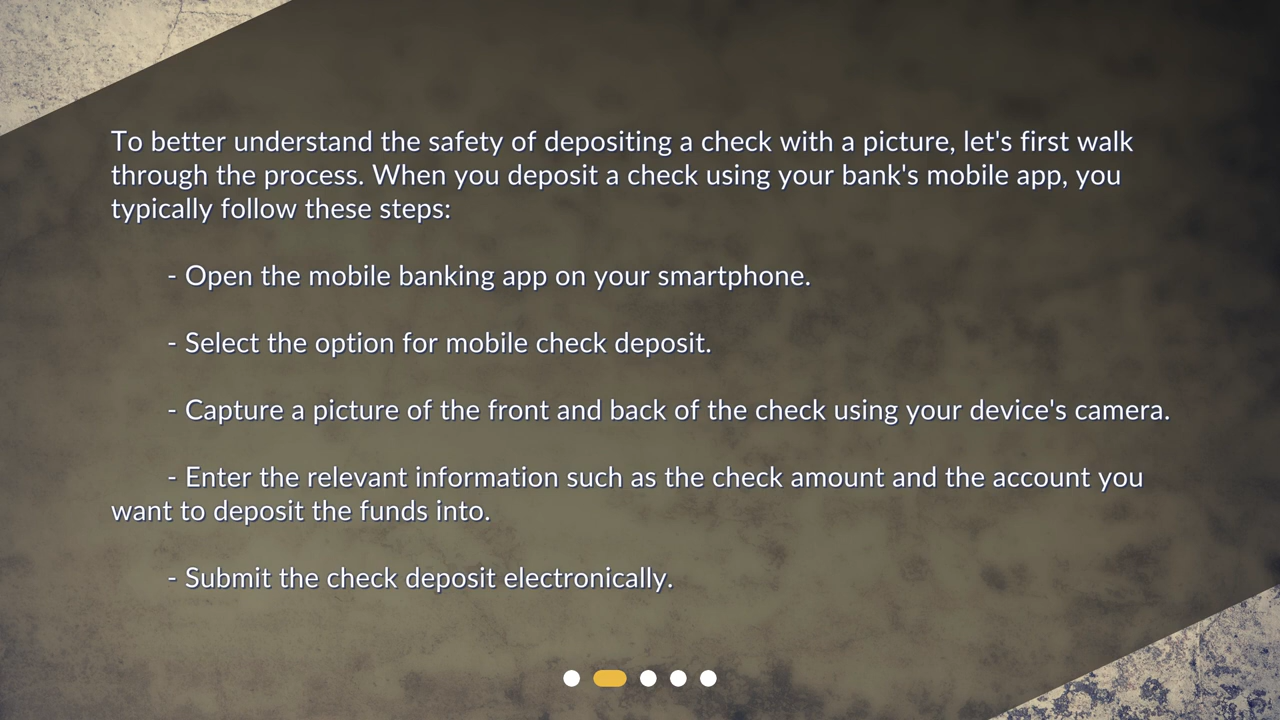 To better understand the safety of depositing a check with a picture, let's first walk
through the process. When you deposit a check using your bank's mobile app, you
typically follow these steps:
- Open the mobile banking app on your smartphone.
- Select the option for mobile check deposit.
- Capture a picture of the front and back of the check using your device's camera.
- Enter the relevant information such as the check amount and the account you
want to deposit the funds into.
- Submit the check deposit electronically.